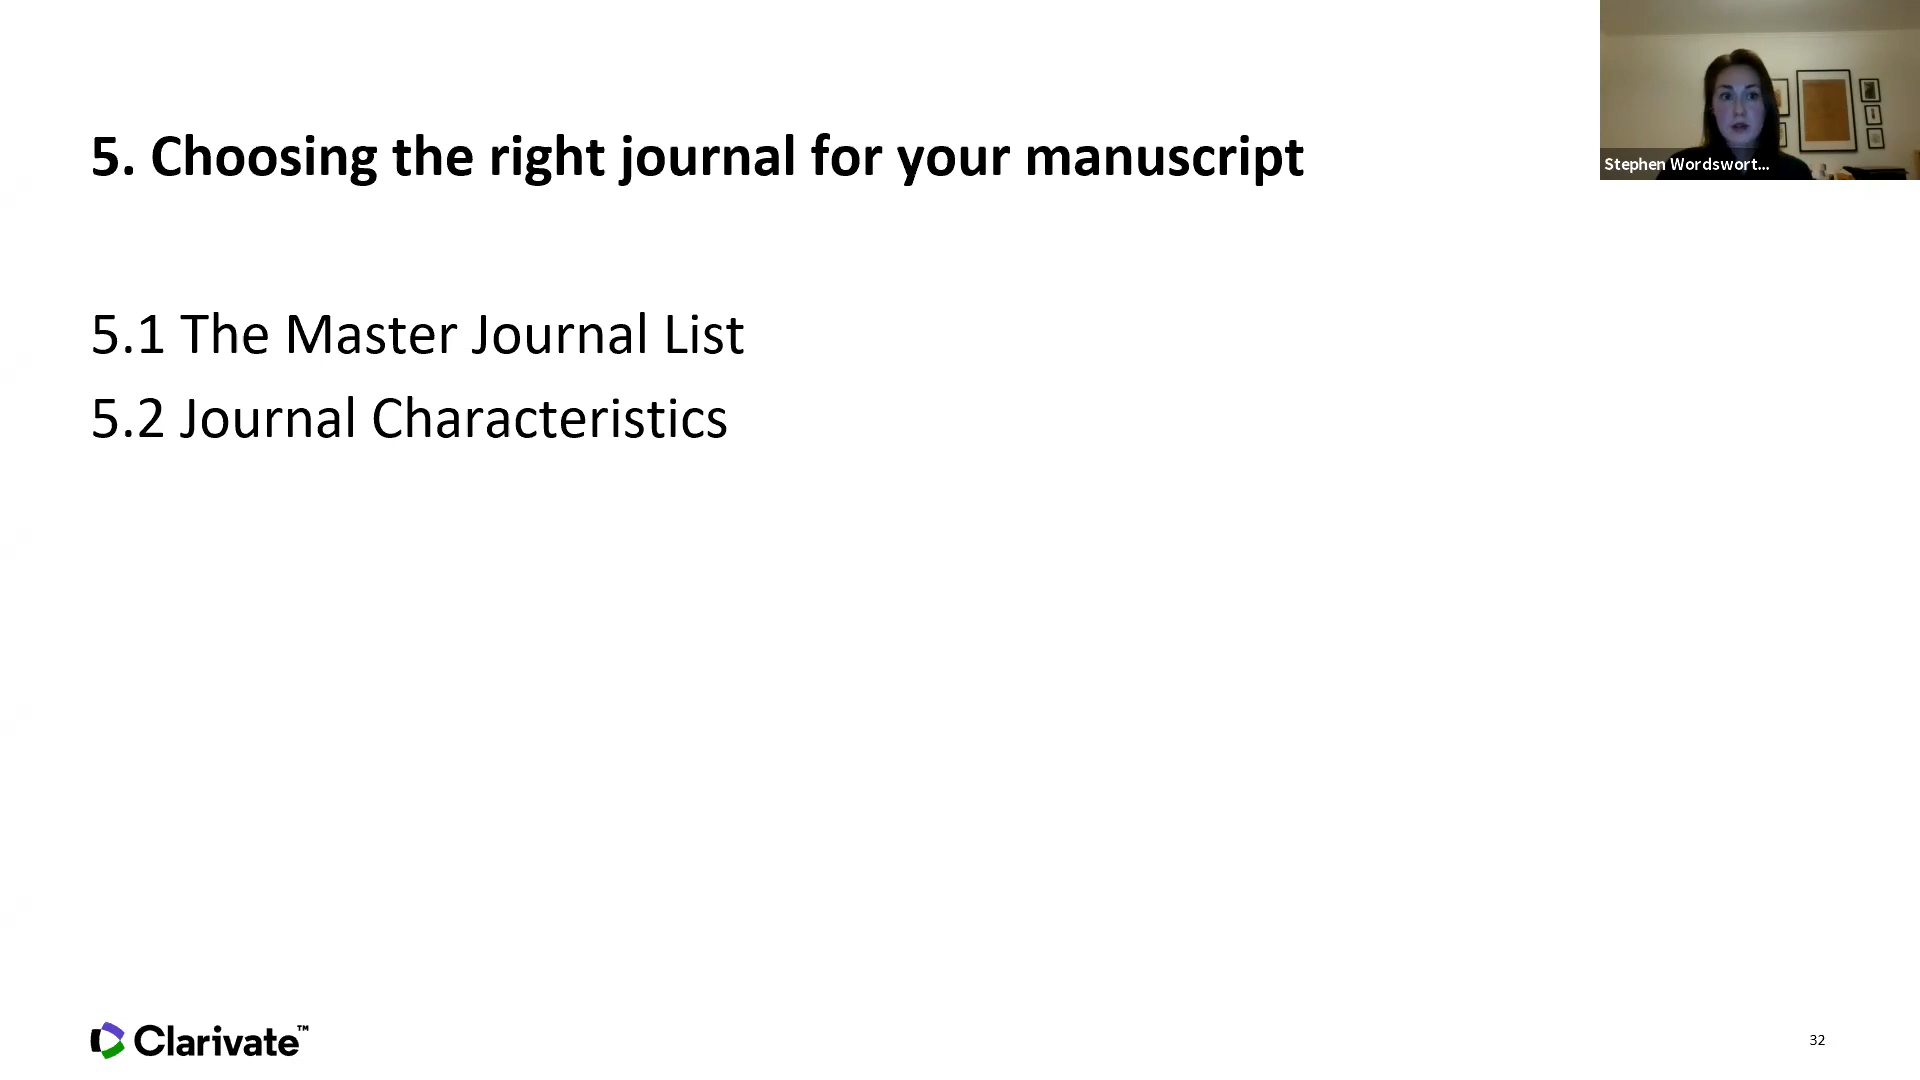 5. Choosing the right journal for your manuscript
Stephen Wordswort...
5.1 The Master Journal List
5.2 Journal Characteristics
Clarivate™
32